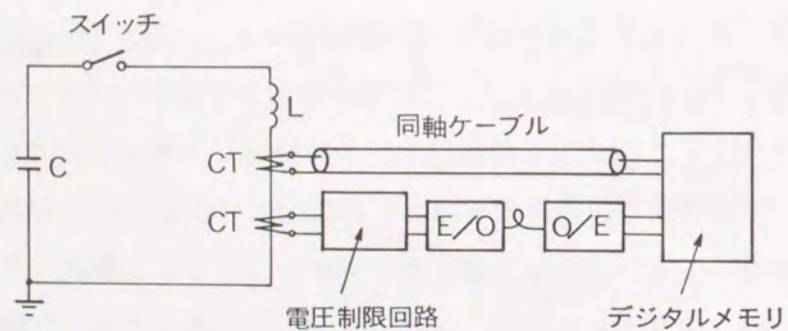 スイッチ
L
同軸ケーブル
C
CT
CT
E/O
O/E
電圧制限回路
デジタルメモリ